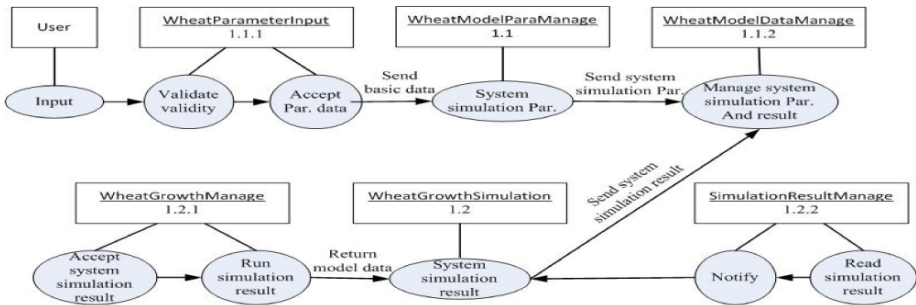 User
WheatParameterInput
1.1.1
WheatModelParaManage
1.1
WheatModelDataManage
1.1.2
Input
Validate
validity
Accept
Par. data
Send
basic data
System
simulation Par.
Send system
simulation Par.
Manage system
simulation Par.
And result
Send system
simulation result
WheatGrowthManage
1.2.1
WheatGrowthSimulation
1.2
SimulationResultManage
1.2.2
Accept system
simulation
result
Run
simulation
result
Return
model data
System
simulation
result
Notify
Read simulation
result